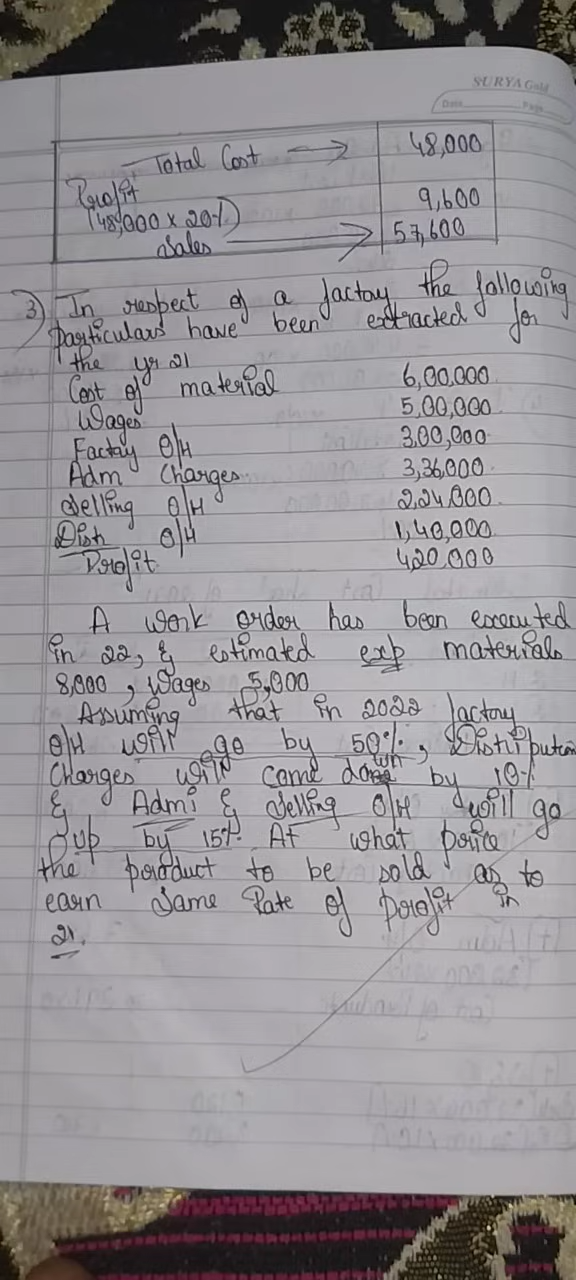 SURYA Gold
Date Page
Total Cost → 48,000
Profit
(48,000 x 20%) 9,600
Sales → 57,600
3) In respect of a factory the following
particulars have been extracted for
the yr 21
Cost of material 6,00,000
Wages 5,00,000
Factory O/H 3,00,000
Adm Charges 3,36,000
Selling O/H 2,24,000
Dish O/H 1,40,000
Profit 420,000
A work order has been executed
in 22, & estimated exp materials
8,000, Wages 5,000
Assuming that in 2022 factory
O/H will go by 50%, Distribution
Charges will come down by 10%
& Admi & Selling O/H will go
up by 15% At what price
the product to be sold as to
earn Same Rate of profit in
21.